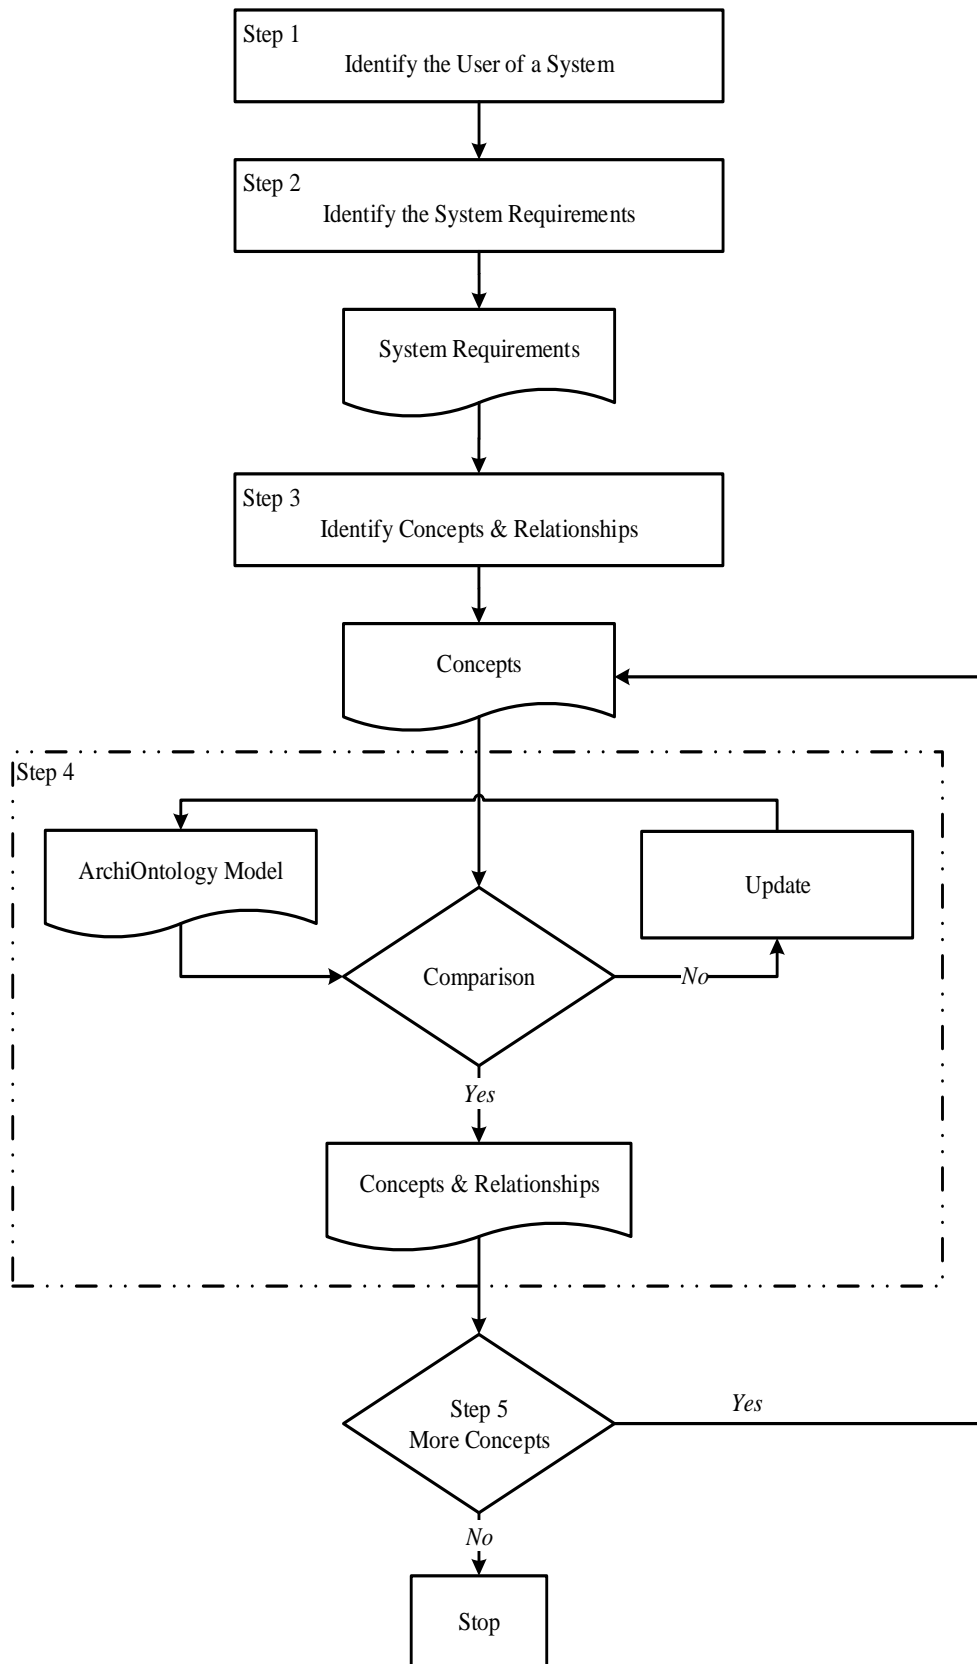 Step 1
Identify the User of a System
Step 2
Identify the System Requirements
System Requirements
Step 3
Identify Concepts & Relationships
Concepts
Step 4
ArchiOntology Model
Update
Comparison
No
Yes
Concepts & Relationships
Step 5
More Concepts
Yes
No
Stop